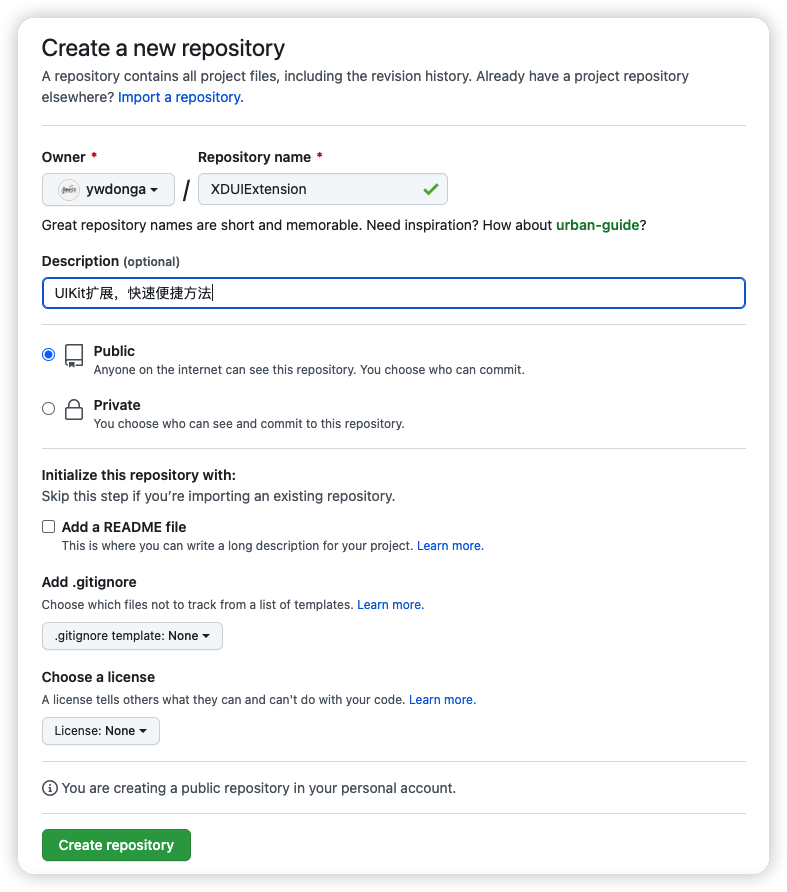 Create a new repository
A repository contains all project files, including the revision history. Already have a project repository
elsewhere? Import a repository.
Owner * Repository name *
ywdonga / XDUIExtension
Great repository names are short and memorable. Need inspiration? How about urban-guide?
Description (optional)
UIKit扩展，快速便捷方法
Public
Anyone on the internet can see this repository. You choose who can commit.
Private
You choose who can see and commit to this repository.
Initialize this repository with:
Skip this step if you’re importing an existing repository.
Add a README file
This is where you can write a long description for your project. Learn more.
Add .gitignore
Choose which files not to track from a list of templates. Learn more.
.gitignore template: None
Choose a license
A license tells others what they can and can't do with your code. Learn more.
License: None
You are creating a public repository in your personal account.
Create repository